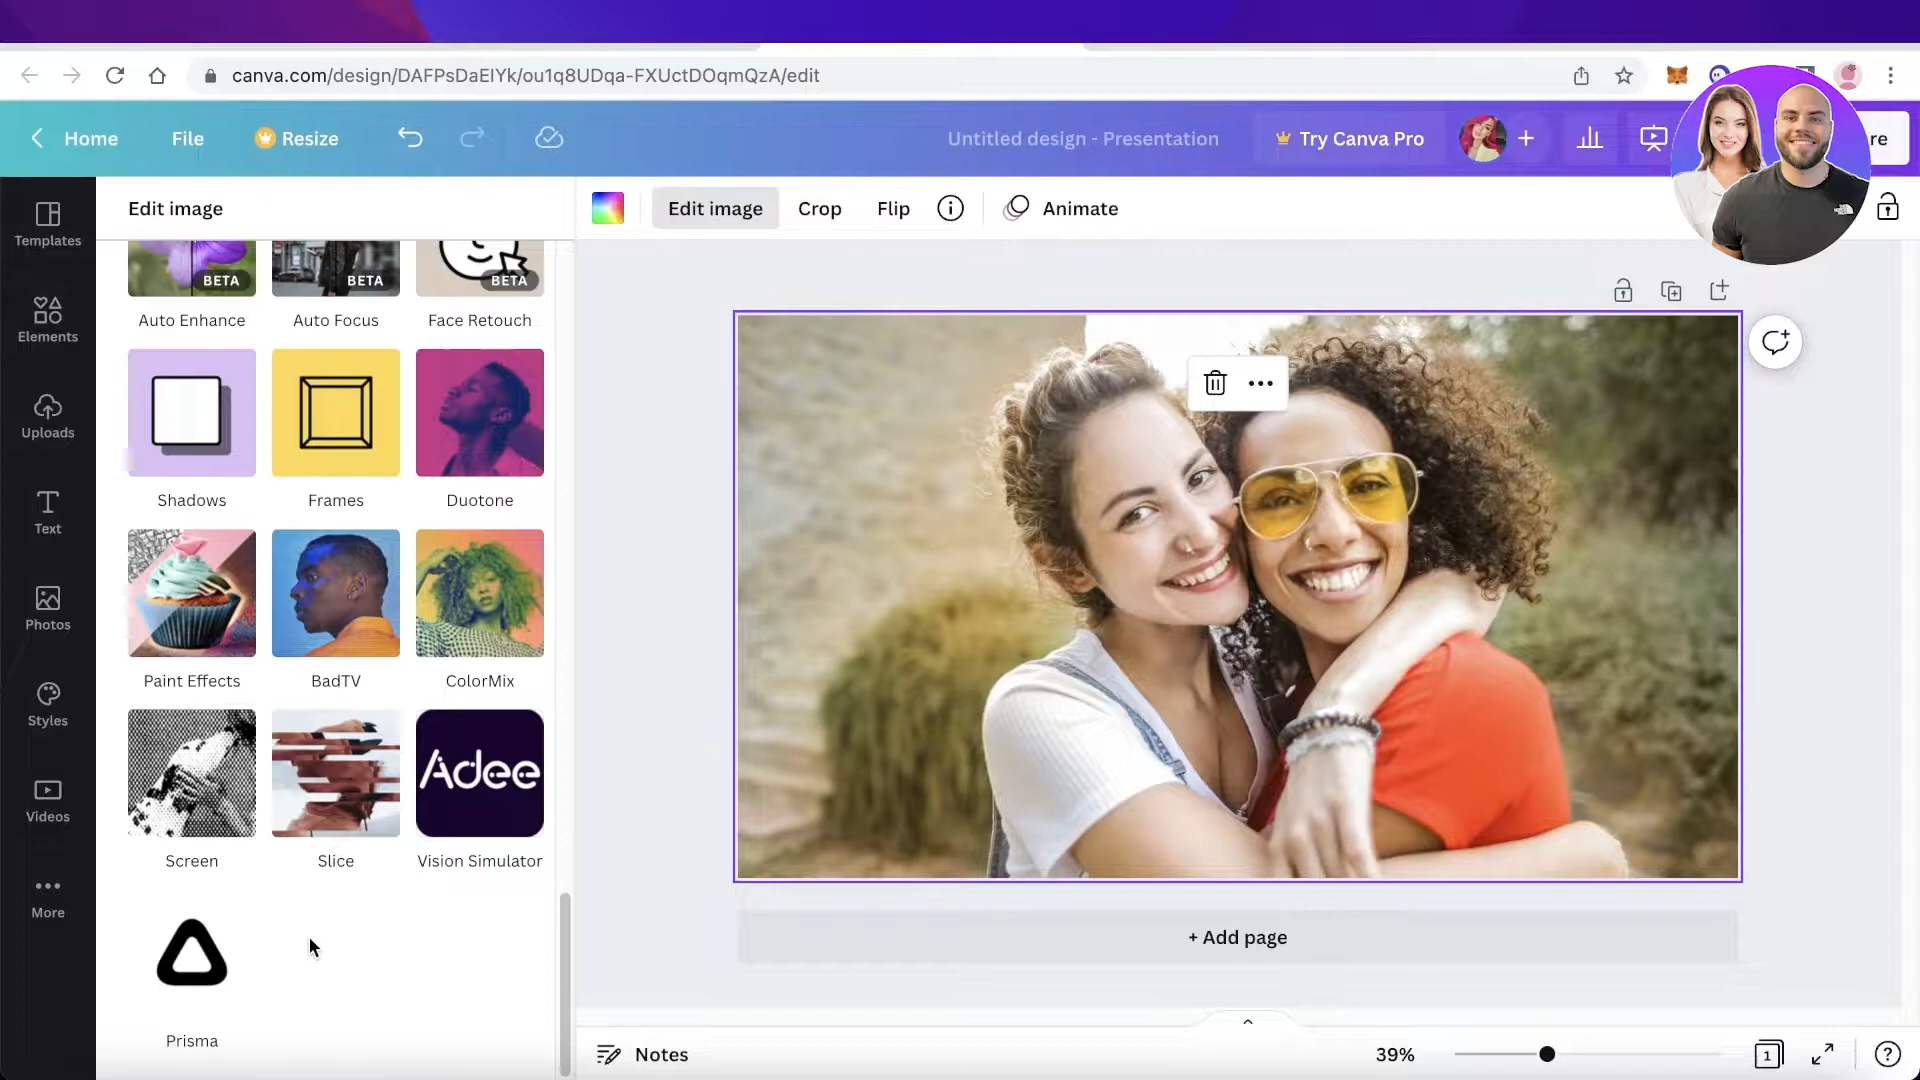 canva.com/design/DAFPsDaEIYk/ou1q8UDqa-FXUctDOqmQzA/edit
Home File Resize Untitled design - Presentation Try Canva Pro + re
Edit image Edit image Crop Flip Animate
Templates
Elements
Uploads
Text
Photos
Styles
Videos
More
BETA BETA BETA
Auto Enhance Auto Focus Face Retouch
Shadows Frames Duotone
Paint Effects BadTV ColorMix
Adee
Screen Slice Vision Simulator
Prisma
+ Add page
Notes 39% 1 ?